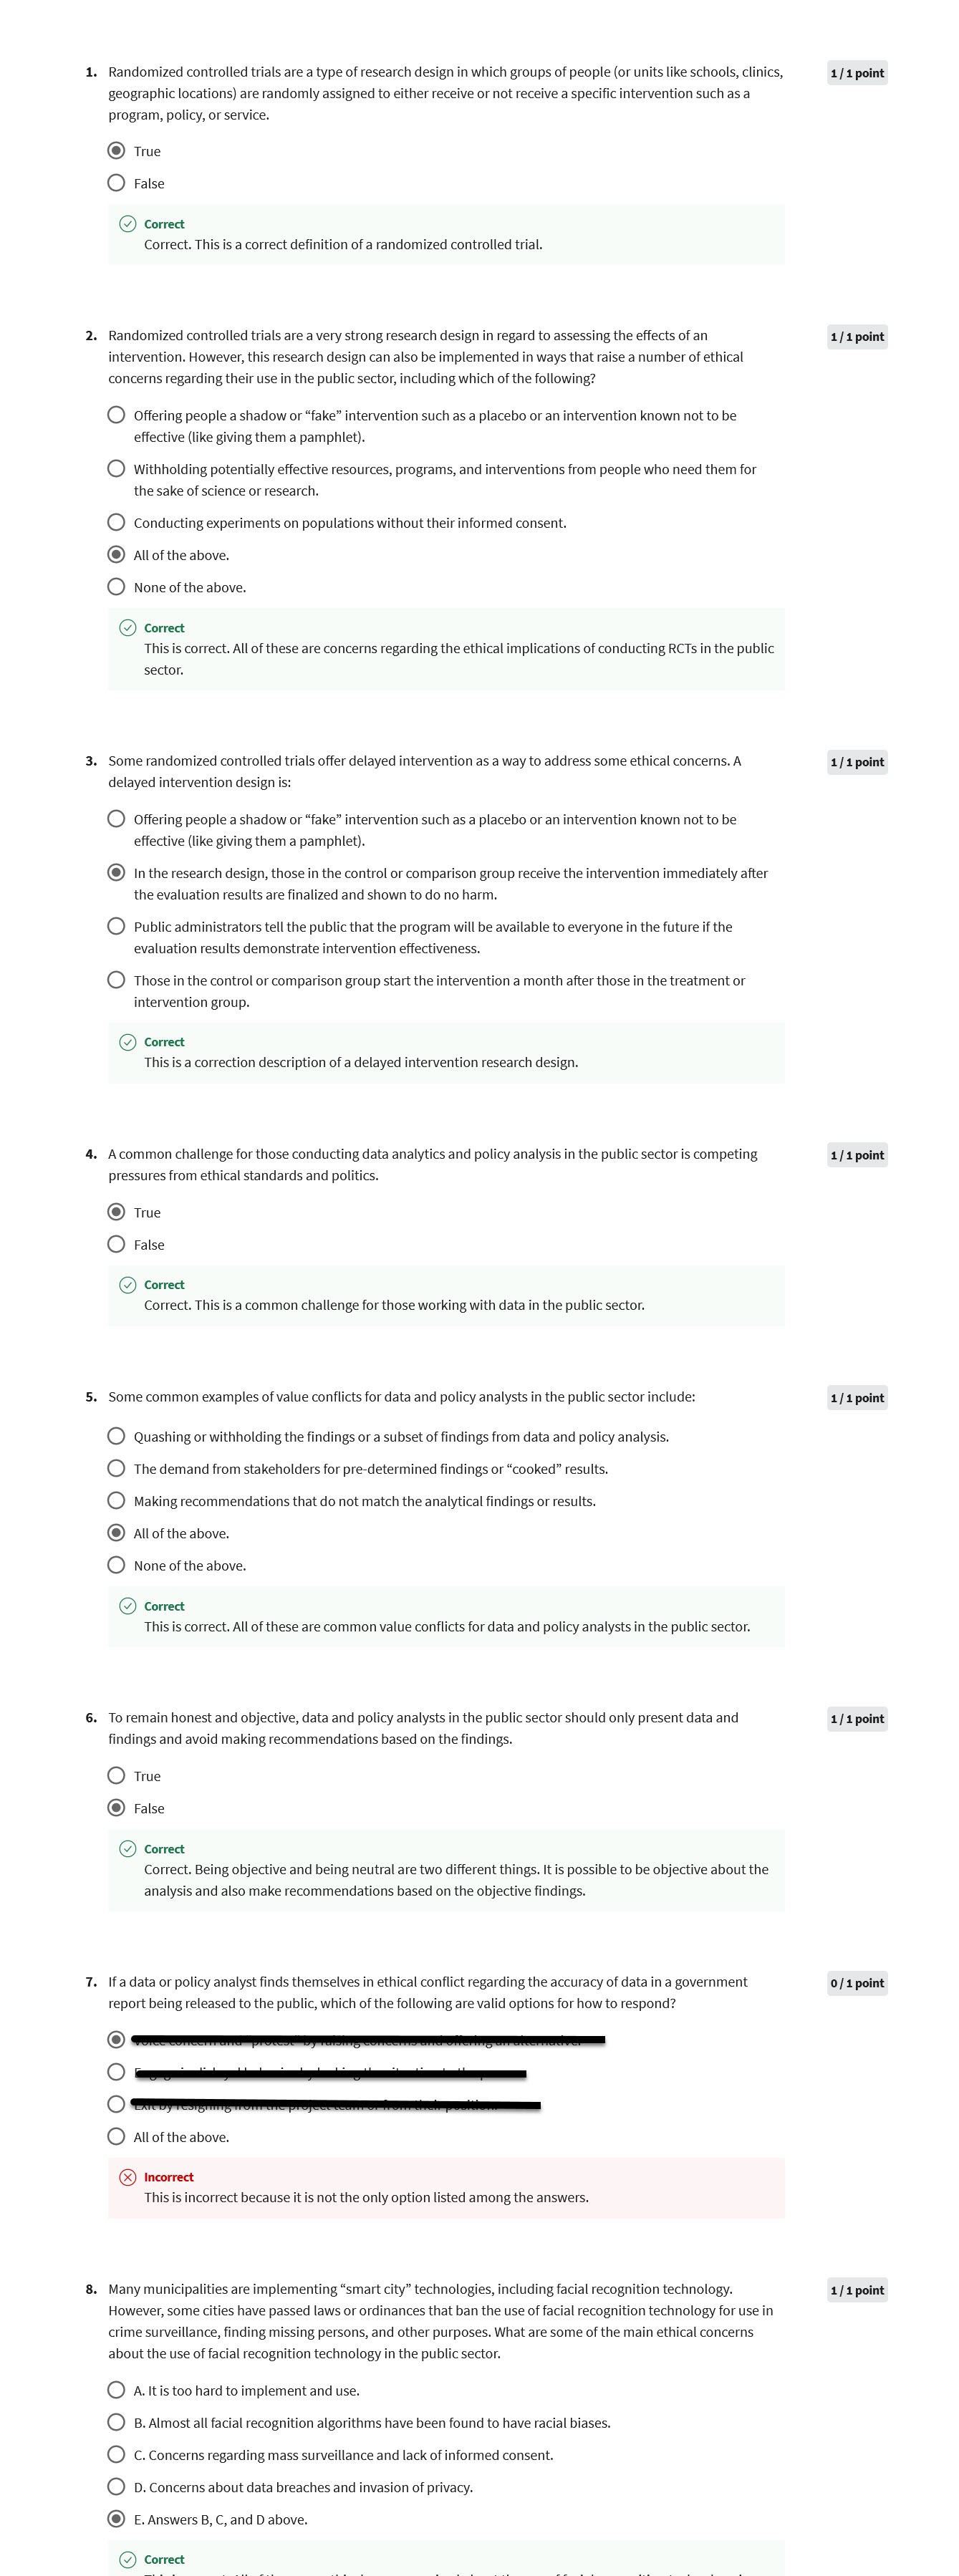 1. Randomized controlled trials are a type of research design in which groups of people (or units like schools, clinics, 1 / 1 point
geographic locations) are randomly assigned to either receive or not receive a specific intervention such as a
program, policy, or service.
True
False
Correct
Correct. This is a correct definition of a randomized controlled trial.
2. Randomized controlled trials are a very strong research design in regard to assessing the effects of an 1 / 1 point
intervention. However, this research design can also be implemented in ways that raise a number of ethical
concerns regarding their use in the public sector, including which of the following?
Offering people a shadow or “fake” intervention such as a placebo or an intervention known not to be
effective (like giving them a pamphlet).
Withholding potentially effective resources, programs, and interventions from people who need them for
the sake of science or research.
Conducting experiments on populations without their informed consent.
All of the above.
None of the above.
Correct
This is correct. All of these are concerns regarding the ethical implications of conducting RCTs in the public
sector.
3. Some randomized controlled trials offer delayed intervention as a way to address some ethical concerns. A 1 / 1 point
delayed intervention design is:
Offering people a shadow or “fake” intervention such as a placebo or an intervention known not to be
effective (like giving them a pamphlet).
In the research design, those in the control or comparison group receive the intervention immediately after
the evaluation results are finalized and shown to do no harm.
Public administrators tell the public that the program will be available to everyone in the future if the
evaluation results demonstrate intervention effectiveness.
Those in the control or comparison group start the intervention a month after those in the treatment or
intervention group.
Correct
This is a correction description of a delayed intervention research design.
4. A common challenge for those conducting data analytics and policy analysis in the public sector is competing 1 / 1 point
pressures from ethical standards and politics.
True
False
Correct
Correct. This is a common challenge for those working with data in the public sector.
5. Some common examples of value conflicts for data and policy analysts in the public sector include: 1 / 1 point
Quashing or withholding the findings or a subset of findings from data and policy analysis.
The demand from stakeholders for pre-determined findings or “cooked” results.
Making recommendations that do not match the analytical findings or results.
All of the above.
None of the above.
Correct
This is correct. All of these are common value conflicts for data and policy analysts in the public sector.
6. To remain honest and objective, data and policy analysts in the public sector should only present data and 1 / 1 point
findings and avoid making recommendations based on the findings.
True
False
Correct
Correct. Being objective and being neutral are two different things. It is possible to be objective about the
analysis and also make recommendations based on the objective findings.
7. If a data or policy analyst finds themselves in ethical conflict regarding the accuracy of data in a government 0 / 1 point
report being released to the public, which of the following are valid options for how to respond?
All of the above.
Incorrect
This is incorrect because it is not the only option listed among the answers.
8. Many municipalities are implementing “smart city” technologies, including facial recognition technology. 1 / 1 point
However, some cities have passed laws or ordinances that ban the use of facial recognition technology for use in
crime surveillance, finding missing persons, and other purposes. What are some of the main ethical concerns
about the use of facial recognition technology in the public sector.
A. It is too hard to implement and use.
B. Almost all facial recognition algorithms have been found to have racial biases.
C. Concerns regarding mass surveillance and lack of informed consent.
D. Concerns about data breaches and invasion of privacy.
E. Answers B, C, and D above.
Correct